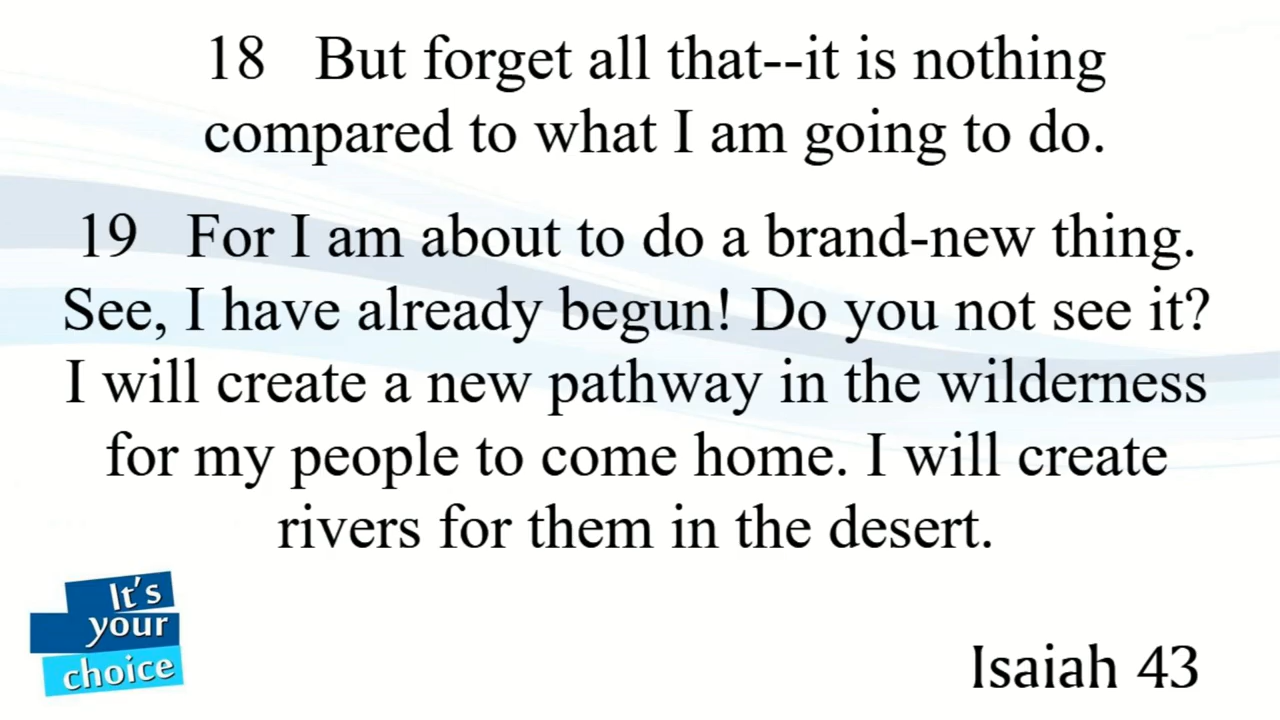 18 But forget all that--it is nothing
compared to what I am going to do.
19 For I am about to do a brand-new thing.
See, I have already begun! Do you not see it?
I will create a new pathway in the wilderness
for my people to come home. I will create
rivers for them in the desert.
It's
your
choice
Isaiah 43